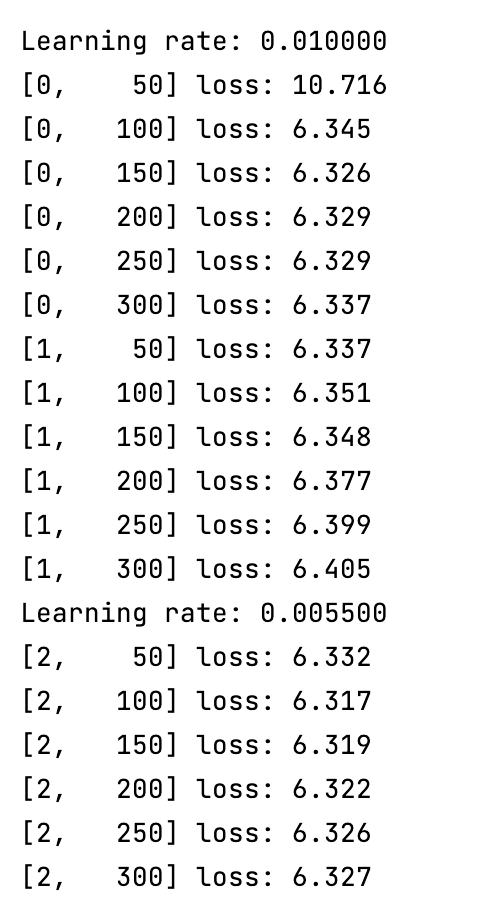 Learning rate: 0.010000
[0,    50] loss: 10.716
[0,   100] loss: 6.345
[0,   150] loss: 6.326
[0,   200] loss: 6.329
[0,   250] loss: 6.329
[0,   300] loss: 6.337
[1,    50] loss: 6.337
[1,   100] loss: 6.351
[1,   150] loss: 6.348
[1,   200] loss: 6.377
[1,   250] loss: 6.399
[1,   300] loss: 6.405
Learning rate: 0.005500
[2,    50] loss: 6.332
[2,   100] loss: 6.317
[2,   150] loss: 6.319
[2,   200] loss: 6.322
[2,   250] loss: 6.326
[2,   300] loss: 6.327